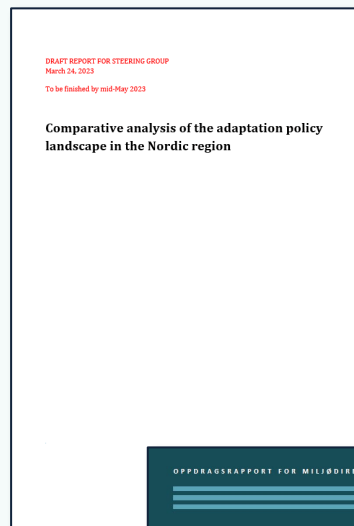 DRAFT REPORT FOR STEERING GROUP
March 24, 2023
To be finished by mid-May 2023
Comparative analysis of the adaptation policy
landscape in the Nordic region
OPPDRAGSRAPPORT FOR MILJØDIR